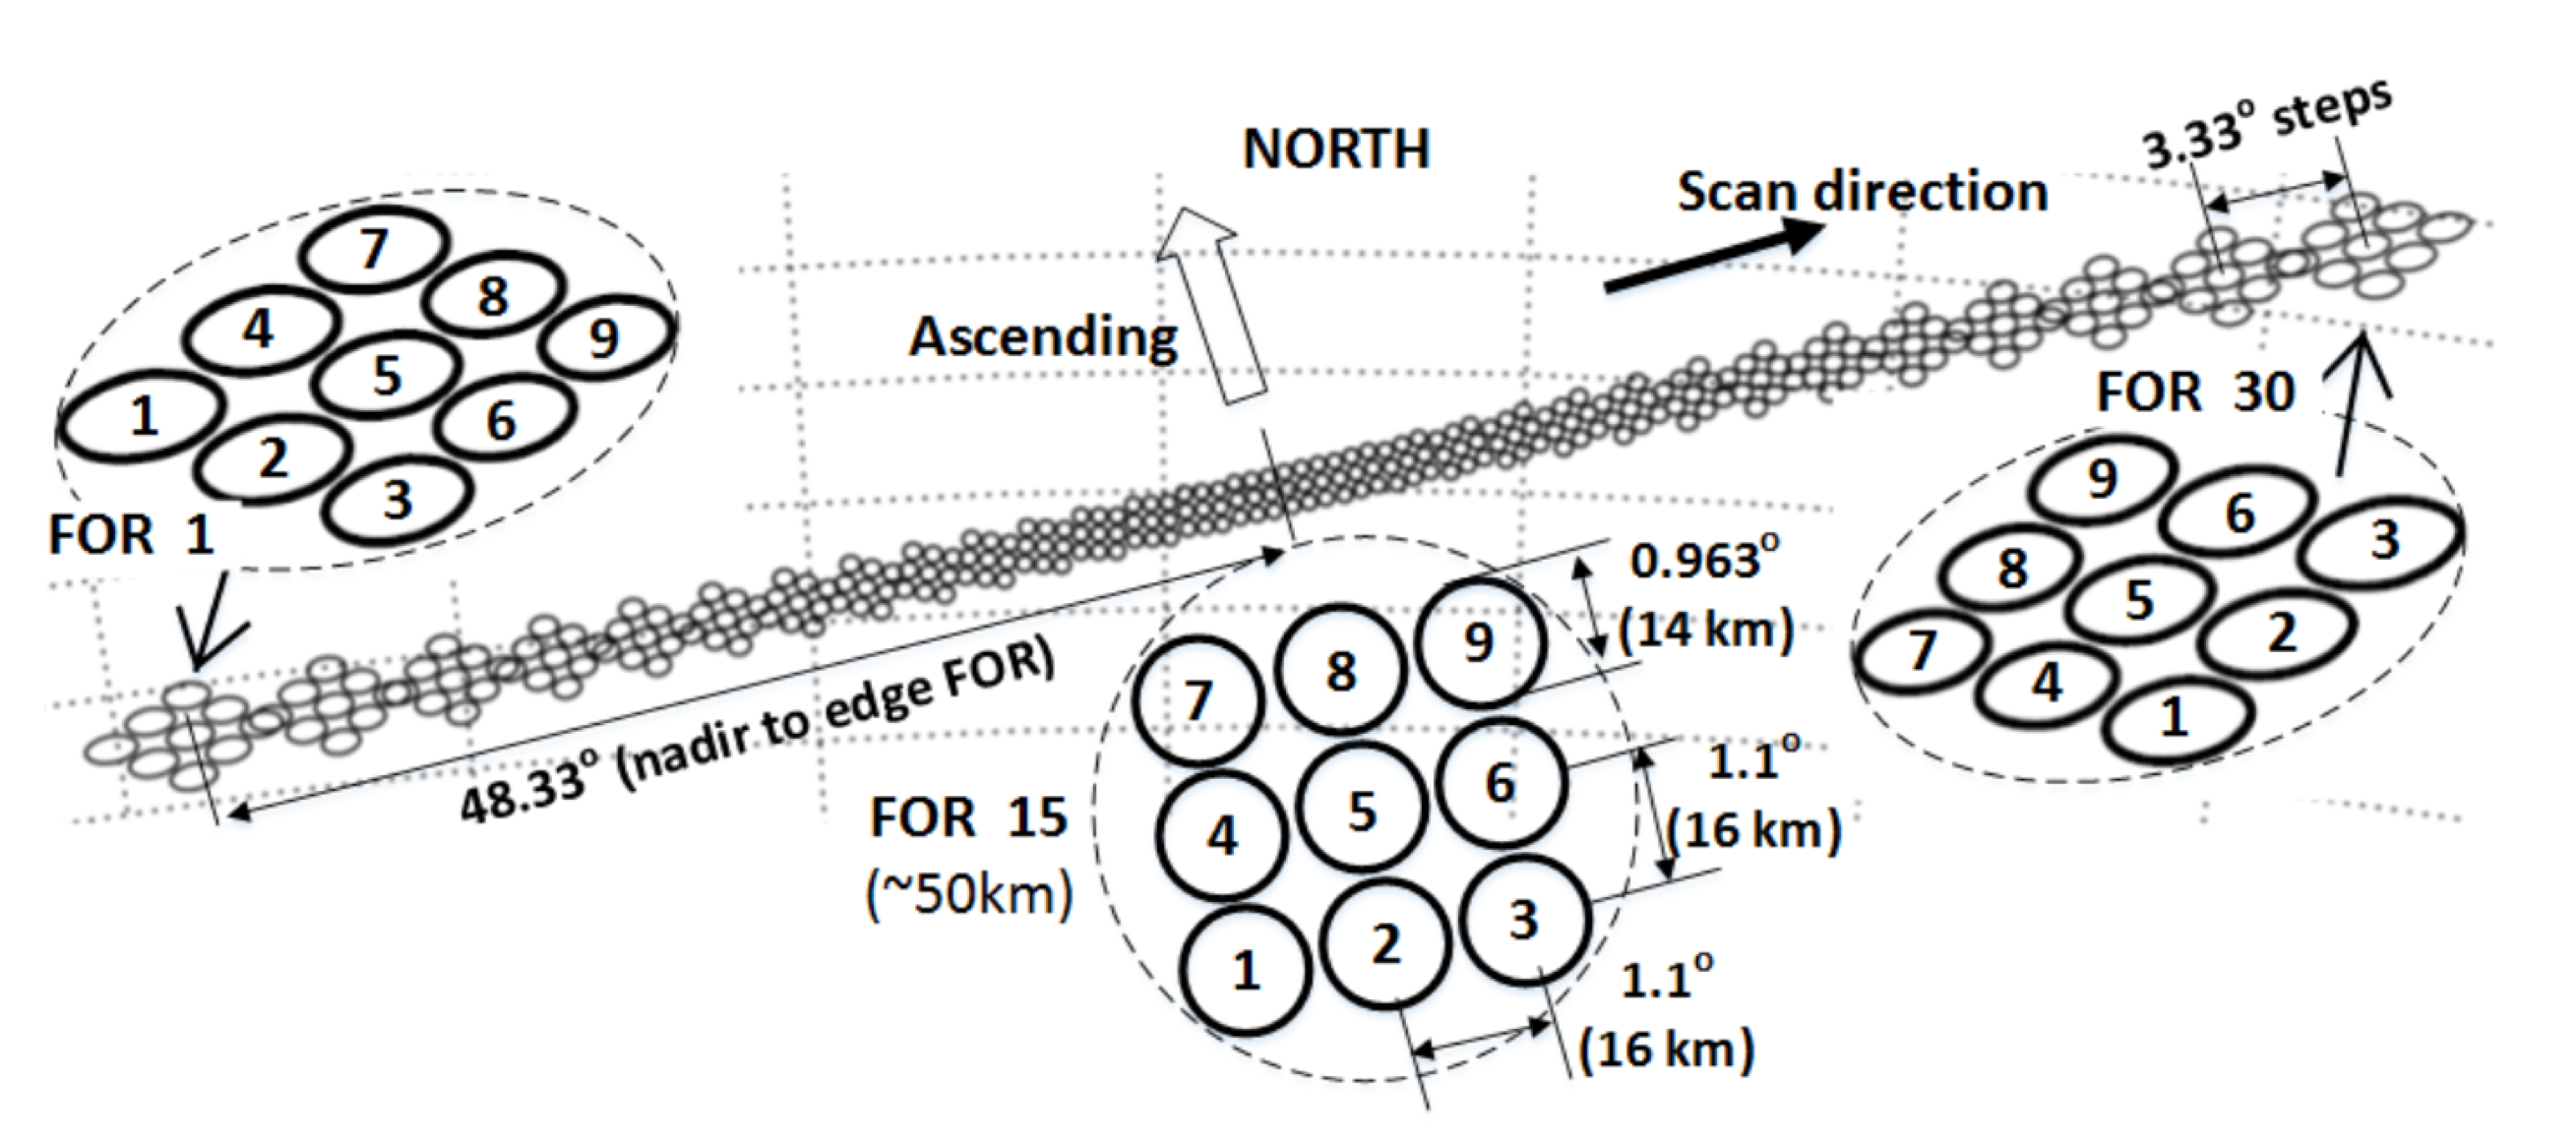 3.33° steps
NORTH
Scan direction
Ascending
7
8
4
9
5
1
6
2
3
FOR 1
FOR 30
9
6
3
8
5
2
7
4
1
48.33° (nadir to edge FOR)
0.963°
(14 km)
9
8
7
1.1°
(16 km)
6
5
4
FOR 15
(~50km)
3
2
1
1.1°
(16 km)